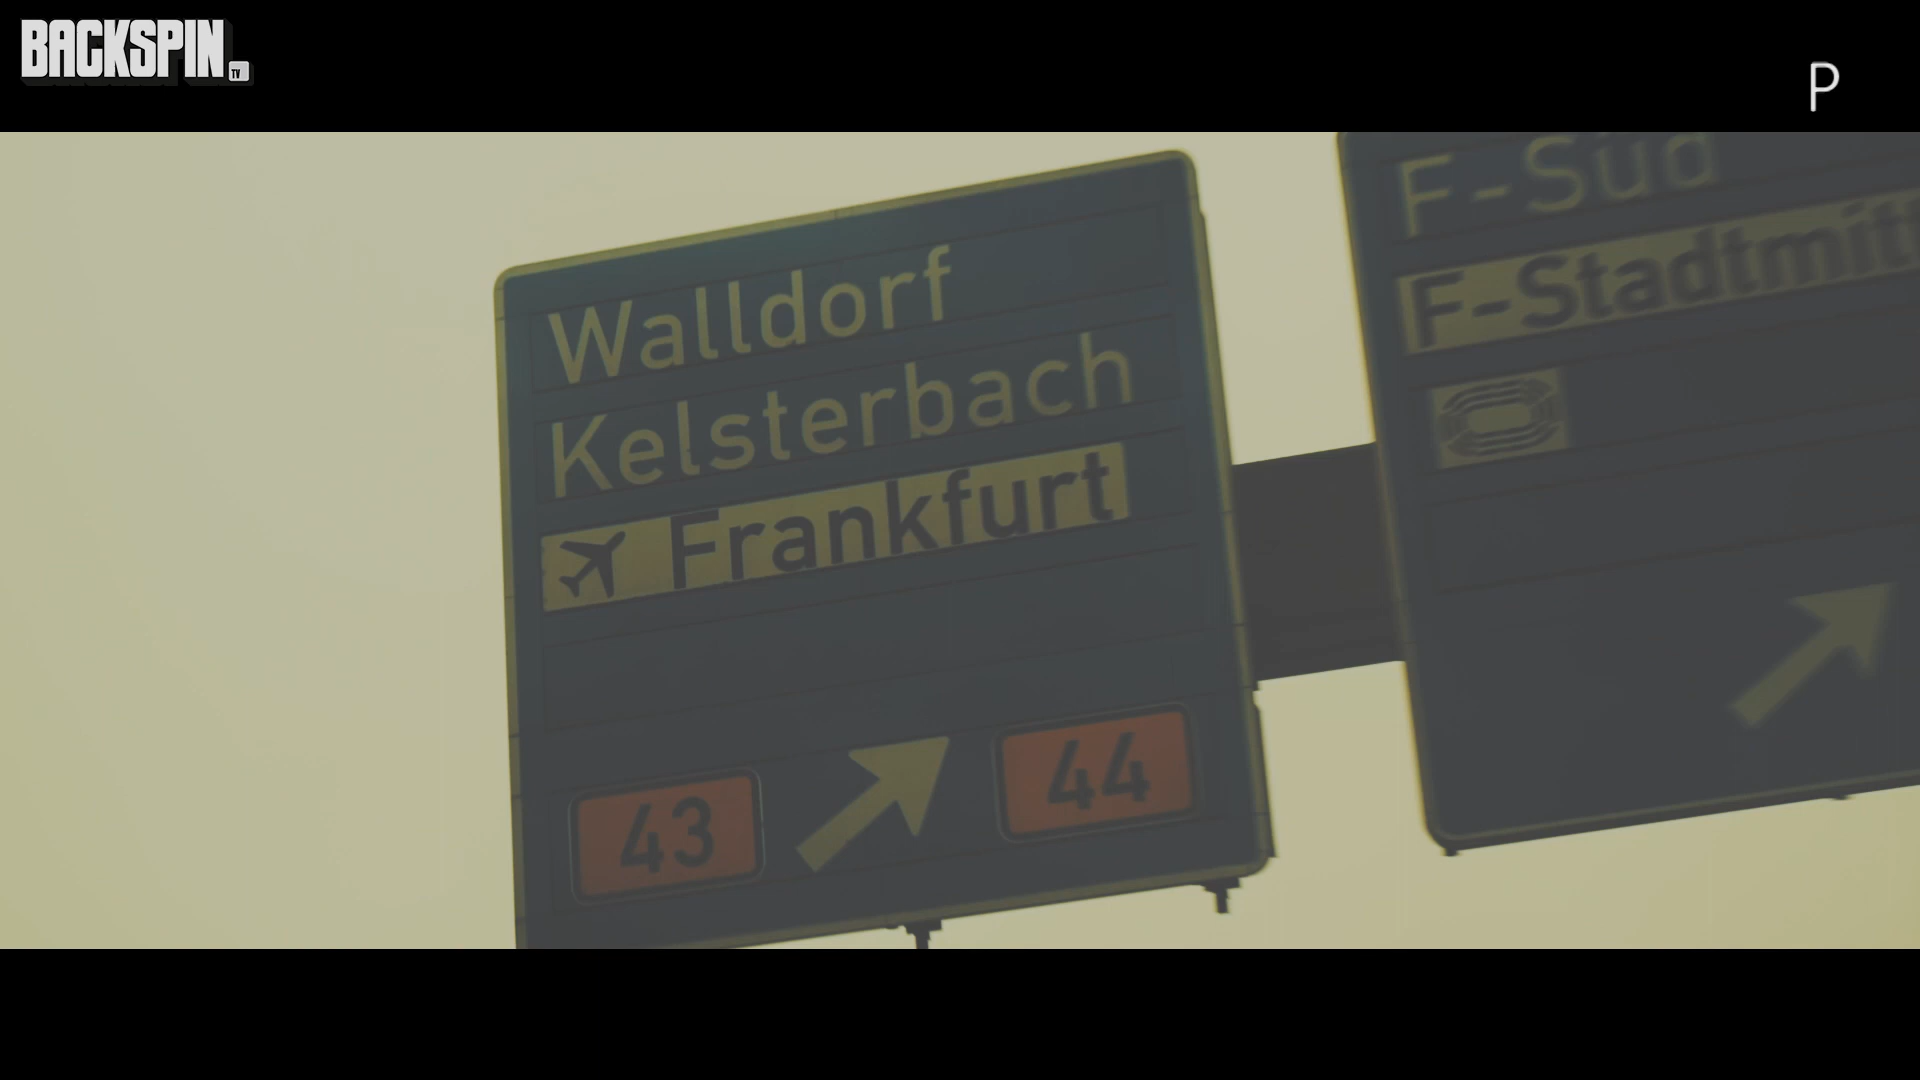 BACKSPIN.
TV
P
Walldorf
Kelsterbach
Frankfurt
43
44
F-Süd